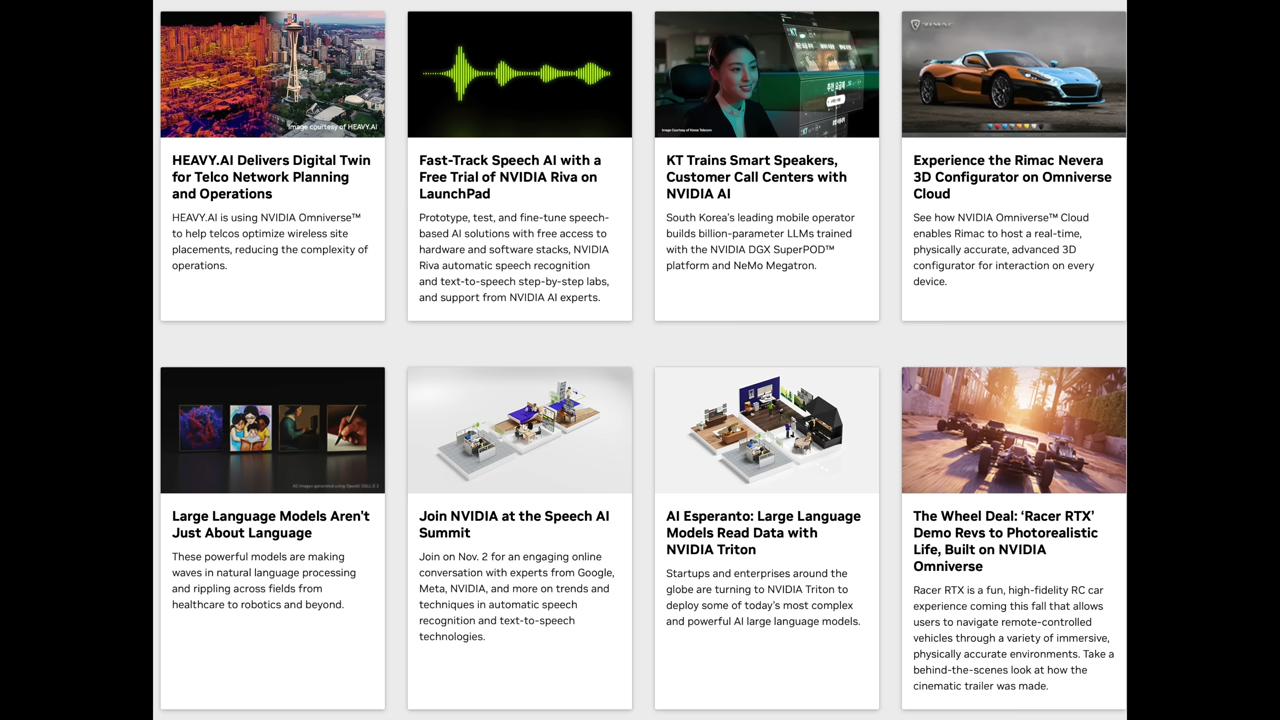 Image courtesy of HEAVY.AI
HEAVY.AI Delivers Digital Twin
for Telco Network Planning
and Operations
HEAVY.AI is using NVIDIA Omniverse™
to help telcos optimize wireless site
placements, reducing the complexity of
operations.
Fast-Track Speech AI with a
Free Trial of NVIDIA Riva on
LaunchPad
Prototype, test, and fine-tune speech-
based AI solutions with free access to
hardware and software stacks, NVIDIA
Riva automatic speech recognition
and text-to-speech step-by-step labs,
and support from NVIDIA AI experts.
Image Courtesy of Korea Telecom
KT Trains Smart Speakers,
Customer Call Centers with
NVIDIA AI
South Korea's leading mobile operator
builds billion-parameter LLMs trained
with the NVIDIA DGX SuperPOD™
platform and NeMo Megatron.
RIMAC
Experience the Rimac Nevera
3D Configurator on Omniverse
Cloud
See how NVIDIA Omniverse™ Cloud
enables Rimac to host a real-time,
physically accurate, advanced 3D
configurator for interaction on every
device.
AI images generated using OpenAI DALL·E 2
Large Language Models Aren't
Just About Language
These powerful models are making
waves in natural language processing
and rippling across fields from
healthcare to robotics and beyond.
Join NVIDIA at the Speech AI
Summit
Join on Nov. 2 for an engaging online
conversation with experts from Google,
Meta, NVIDIA, and more on trends and
techniques in automatic speech
recognition and text-to-speech
technologies.
AI Esperanto: Large Language
Models Read Data with
NVIDIA Triton
Startups and enterprises around the
globe are turning to NVIDIA Triton to
deploy some of today's most complex
and powerful AI large language models.
The Wheel Deal: ‘Racer RTX’
Demo Revs to Photorealistic
Life, Built on NVIDIA
Omniverse
Racer RTX is a fun, high-fidelity RC car
experience coming this fall that allows
users to navigate remote-controlled
vehicles through a variety of immersive,
physically accurate environments. Take a
behind-the-scenes look at how the
cinematic trailer was made.